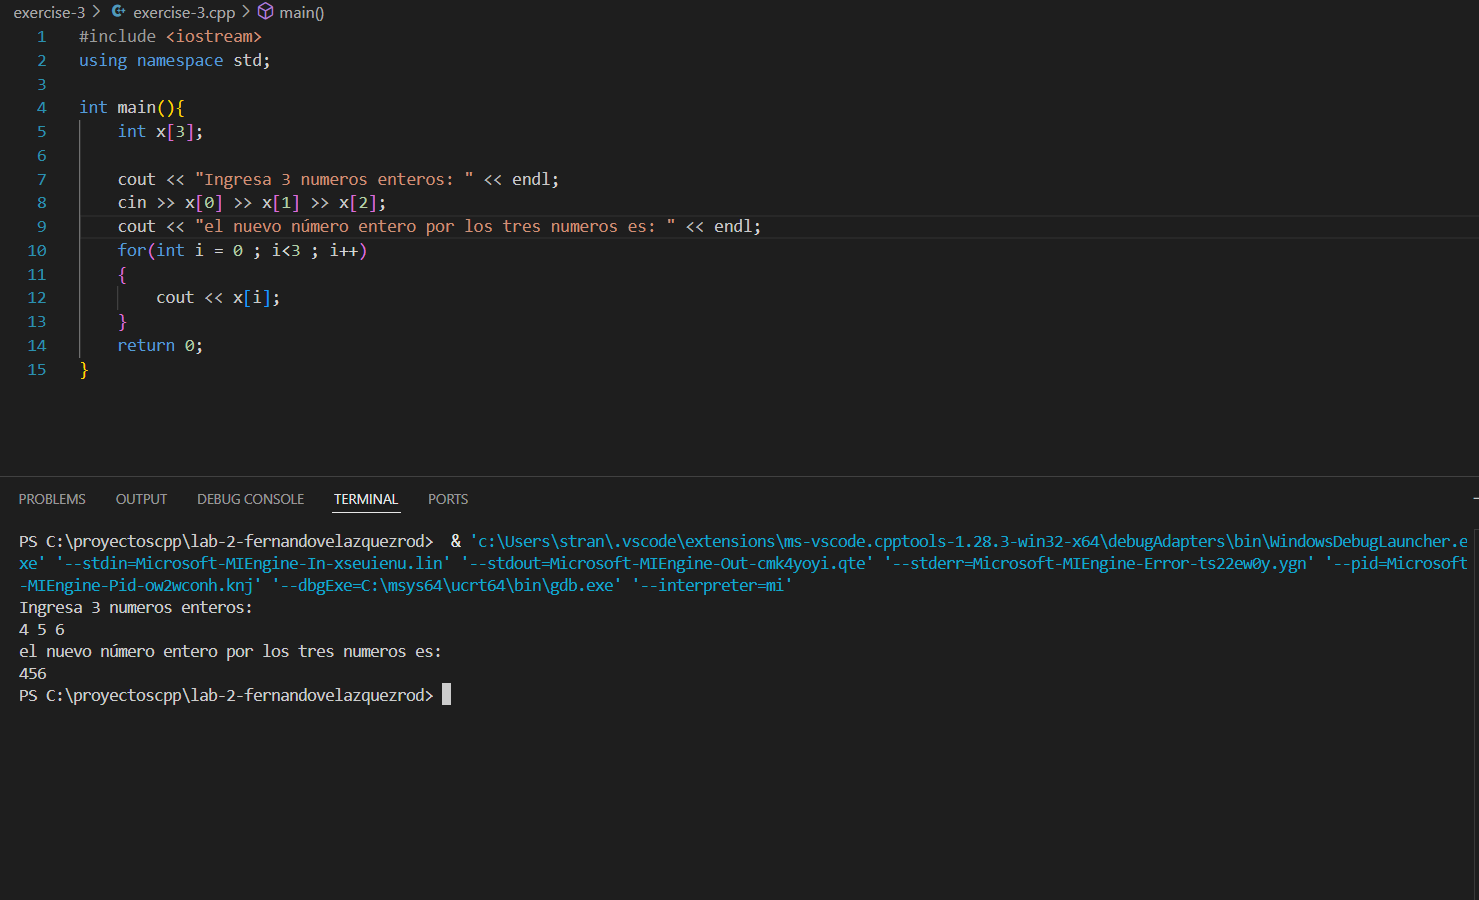 exercise-3 > exercise-3.cpp > main()
1 #include <iostream>
2 using namespace std;
3
4 int main(){
5 int x[3];
6
7 cout << "Ingresa 3 numeros enteros: " << endl;
8 cin >> x[0] >> x[1] >> x[2];
9 cout << "el nuevo número entero por los tres numeros es: " << endl;
10 for(int i = 0 ; i<3 ; i++)
11 {
12 cout << x[i];
13 }
14 return 0;
15 }
PROBLEMS OUTPUT DEBUG CONSOLE TERMINAL PORTS
PS C:\proyectoscpp\lab-2-fernandovelazquezrod> & 'c:\Users\stran\.vscode\extensions\ms-vscode.cpptools-1.28.3-win32-x64\debugAdapters\bin\WindowsDebugLauncher.e
xe' '--stdin=Microsoft-MIEngine-In-xseuienu.lin' '--stdout=Microsoft-MIEngine-Out-cmk4yoyi.qte' '--stderr=Microsoft-MIEngine-Error-ts22ew0y.ygn' '--pid=Microsoft
-MIEngine-Pid-ow2wconh.knj' '--dbgExe=C:\msys64\ucrt64\bin\gdb.exe' '--interpreter=mi'
Ingresa 3 numeros enteros:
4 5 6
el nuevo número entero por los tres numeros es:
456
PS C:\proyectoscpp\lab-2-fernandovelazquezrod>